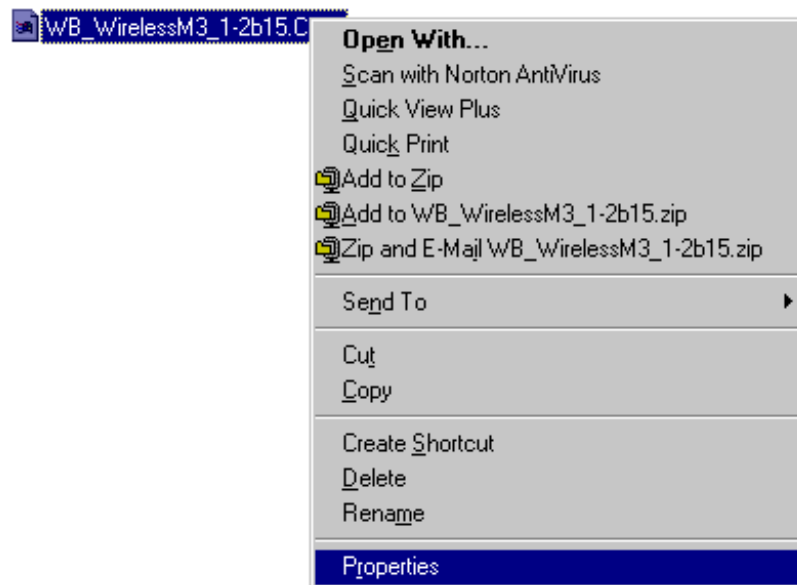 WB_WirelessM3_1-2b15.C
Open With...
Scan with Norton AntiVirus
Quick View Plus
Quick Print
Add to Zip
Add to WB_WirelessM3_1-2b15.zip
Zip and E-Mail WB_WirelessM3_1-2b15.zip
Send To
Cut
Copy
Create Shortcut
Delete
Rename
Properties